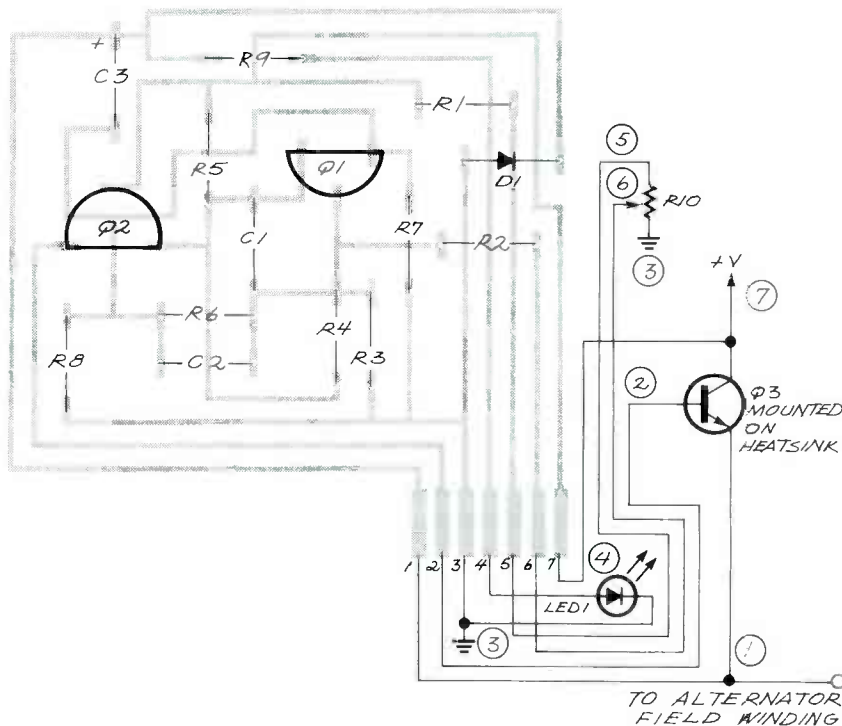 +
C3
R9
R1
R5
Q1
D1
R7
Q2
C1
R2
R6
R4
R8
C2
R3
5
6
R10
3
+V
7
2
Q3
MOUNTED
ON
HEATSINK
1 2 3 4 5 6 7
4
LED1
3
1
TO ALTERNATOR
FIELD WINDING